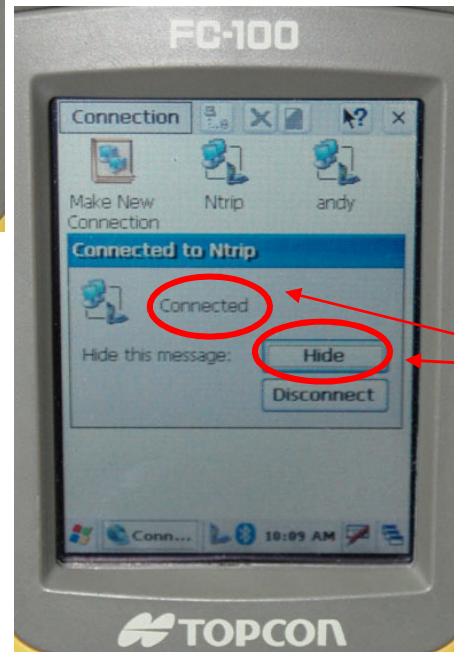 FC-100
Connection ? ×
Make New Connection
Ntrip
andy
Connected to Ntrip
Connected
Hide this message: Hide
Disconnect
Conn... 10:09 AM
TOPCON